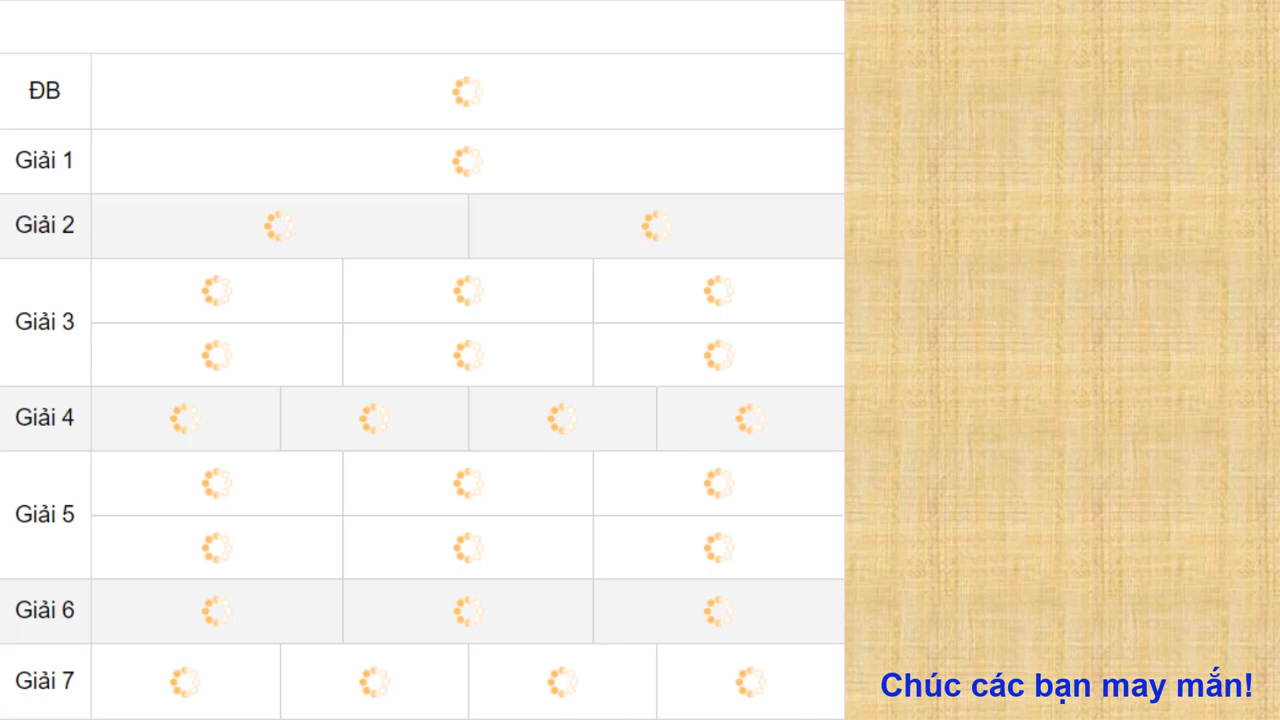 ĐB
Giải 1
Giải 2
Giải 3
Giải 4
Giải 5
Giải 6
Giải 7
Chúc các bạn may mắn!